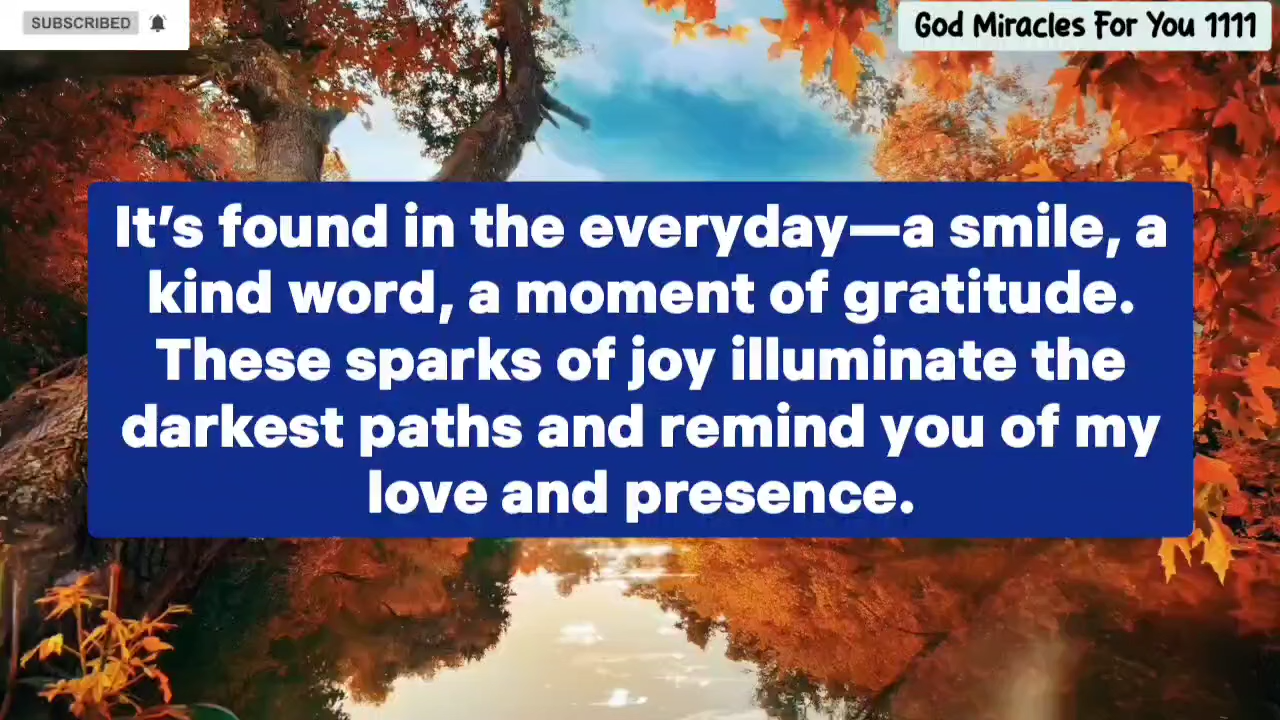 SUBSCRIBED
God Miracles For You 1111
It’s found in the everyday—a smile, a
kind word, a moment of gratitude.
These sparks of joy illuminate the
darkest paths and remind you of my
love and presence.